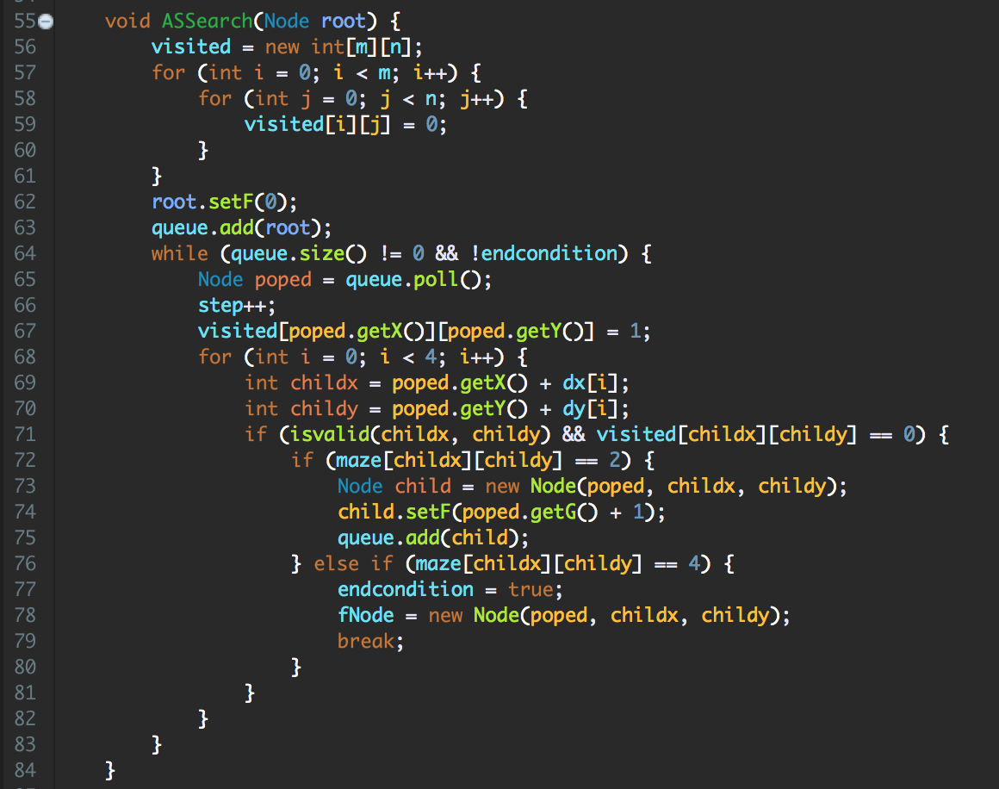 55 void ASSearch(Node root) {
56 visited = new int[m][n];
57 for (int i = 0; i < m; i++) {
58 for (int j = 0; j < n; j++) {
59 visited[i][j] = 0;
60 }
61 }
62 root.setF(0);
63 queue.add(root);
64 while (queue.size() != 0 && !endcondition) {
65 Node poped = queue.poll();
66 step++;
67 visited[poped.getX()][poped.getY()] = 1;
68 for (int i = 0; i < 4; i++) {
69 int childx = poped.getX() + dx[i];
70 int childy = poped.getY() + dy[i];
71 if (isvalid(childx, childy) && visited[childx][childy] == 0) {
72 if (maze[childx][childy] == 2) {
73 Node child = new Node(poped, childx, childy);
74 child.setF(poped.getG() + 1);
75 queue.add(child);
76 } else if (maze[childx][childy] == 4) {
77 endcondition = true;
78 fNode = new Node(poped, childx, childy);
79 break;
80 }
81 }
82 }
83 }
84 }